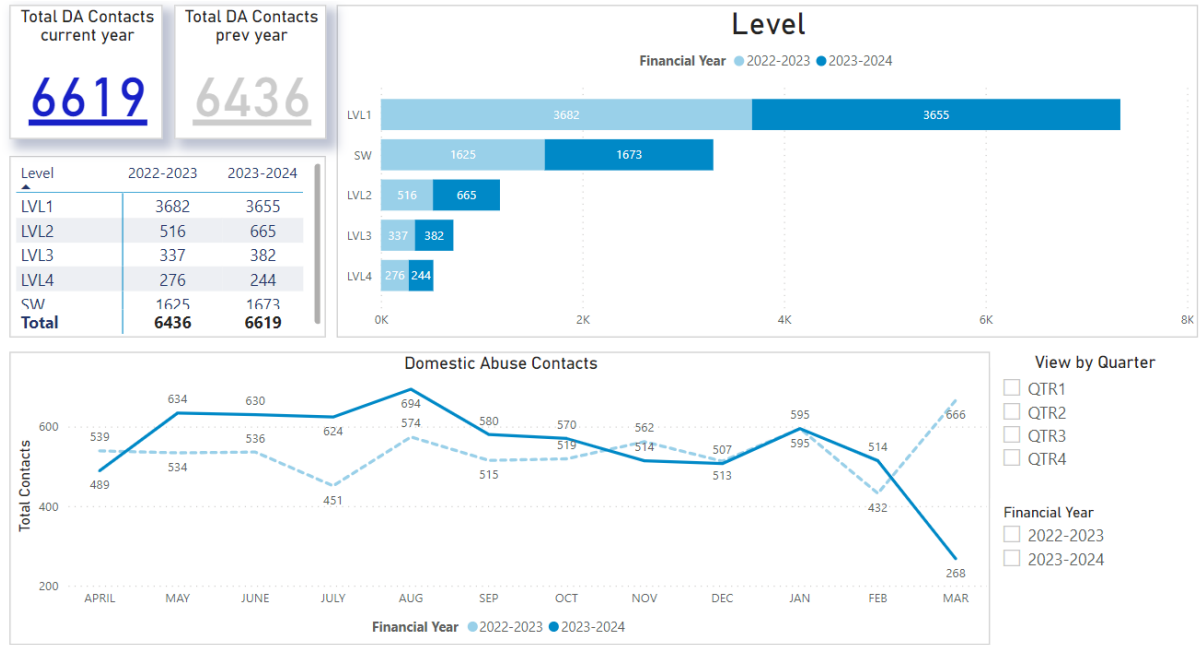 Total DA Contacts
current year
6619
Total DA Contacts
prev year
6436
Level 2022-2023 2023-2024
LVL1 3682 3655
LVL2 516 665
LVL3 337 382
LVL4 276 244
SW 1625 1673
Total 6436 6619
Level
Financial Year 2022-2023 2023-2024
LVL1 3682 3655
SW 1625 1673
LVL2 516 665
LVL3 337 382
LVL4 276 244
0K 2K 4K 6K 8K
Domestic Abuse Contacts
Total Contacts
600
400
200
539 634 630 624 694 580 570 562 507 595 514 666
489 534 536 451 574 515 519 514 513 595 432 268
APRIL MAY JUNE JULY AUG SEP OCT NOV DEC JAN FEB MAR
Financial Year 2022-2023 2023-2024
View by Quarter
QTR1
QTR2
QTR3
QTR4
Financial Year
2022-2023
2023-2024